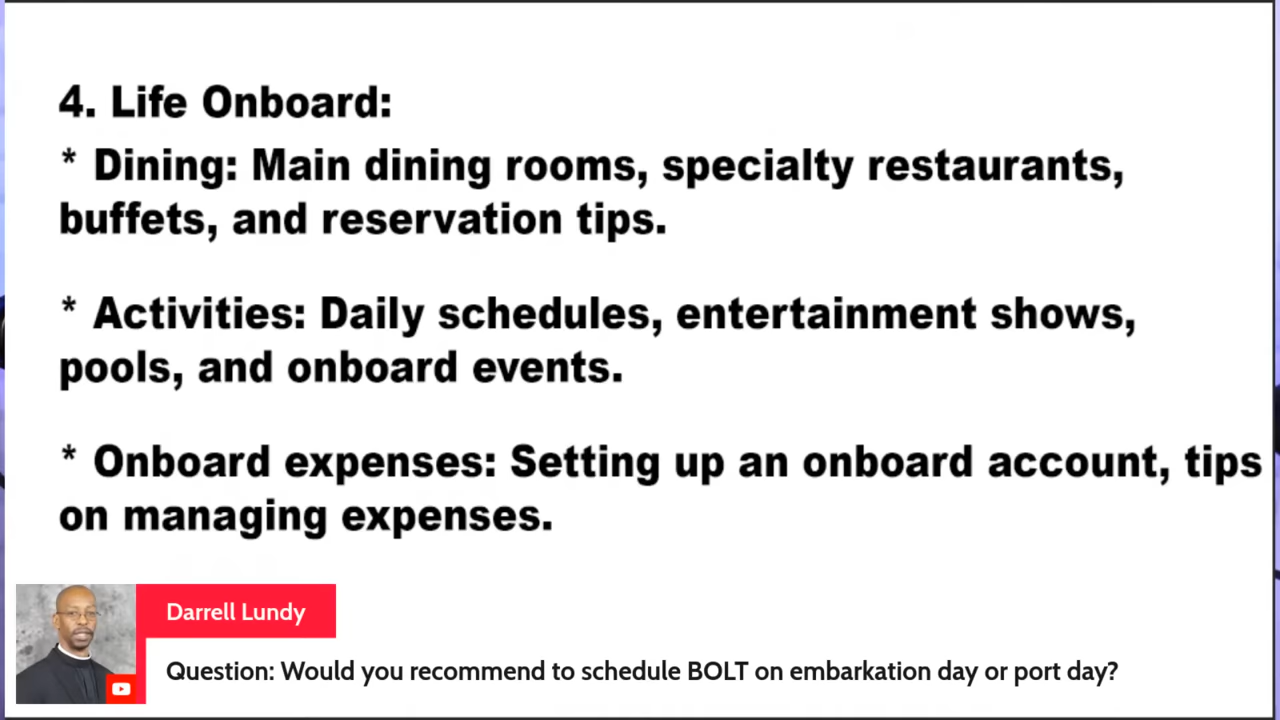 4. Life Onboard:
* Dining: Main dining rooms, specialty restaurants,
buffets, and reservation tips.
* Activities: Daily schedules, entertainment shows,
pools, and onboard events.
* Onboard expenses: Setting up an onboard account, tips
on managing expenses.
Darrell Lundy
Question: Would you recommend to schedule BOLT on embarkation day or port day?